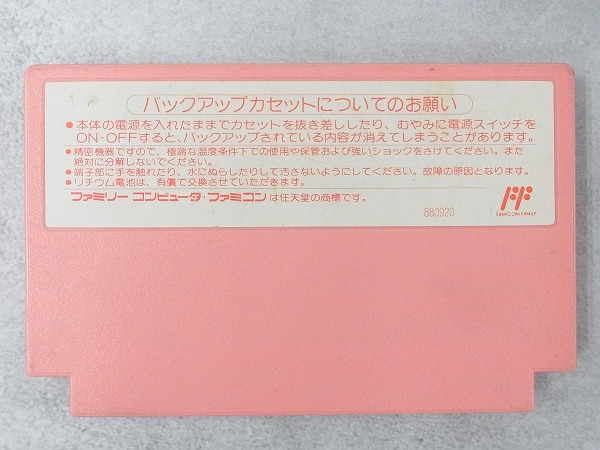 バックアップカセットについてのお願い
●本体の電源を入れたままでカセットを抜き差ししたり、むやみに電源スイッチを
ON・OFFすると、バックアップされている内容が消えてしまうことがあります。
●精密機器ですので、極端な温度条件下での使用や保管および強いショックをさけてください。また
絶対に分解しないでください。
●端子部に手を触れたり、水にぬらしたりして汚さないようにしてください。故障の原因となります。
●リチウム電池は、有償で交換させていただきます。
ファミリー コンピュータ・ファミコンは任天堂の商標です。
880920
FAMICOM FAMILY